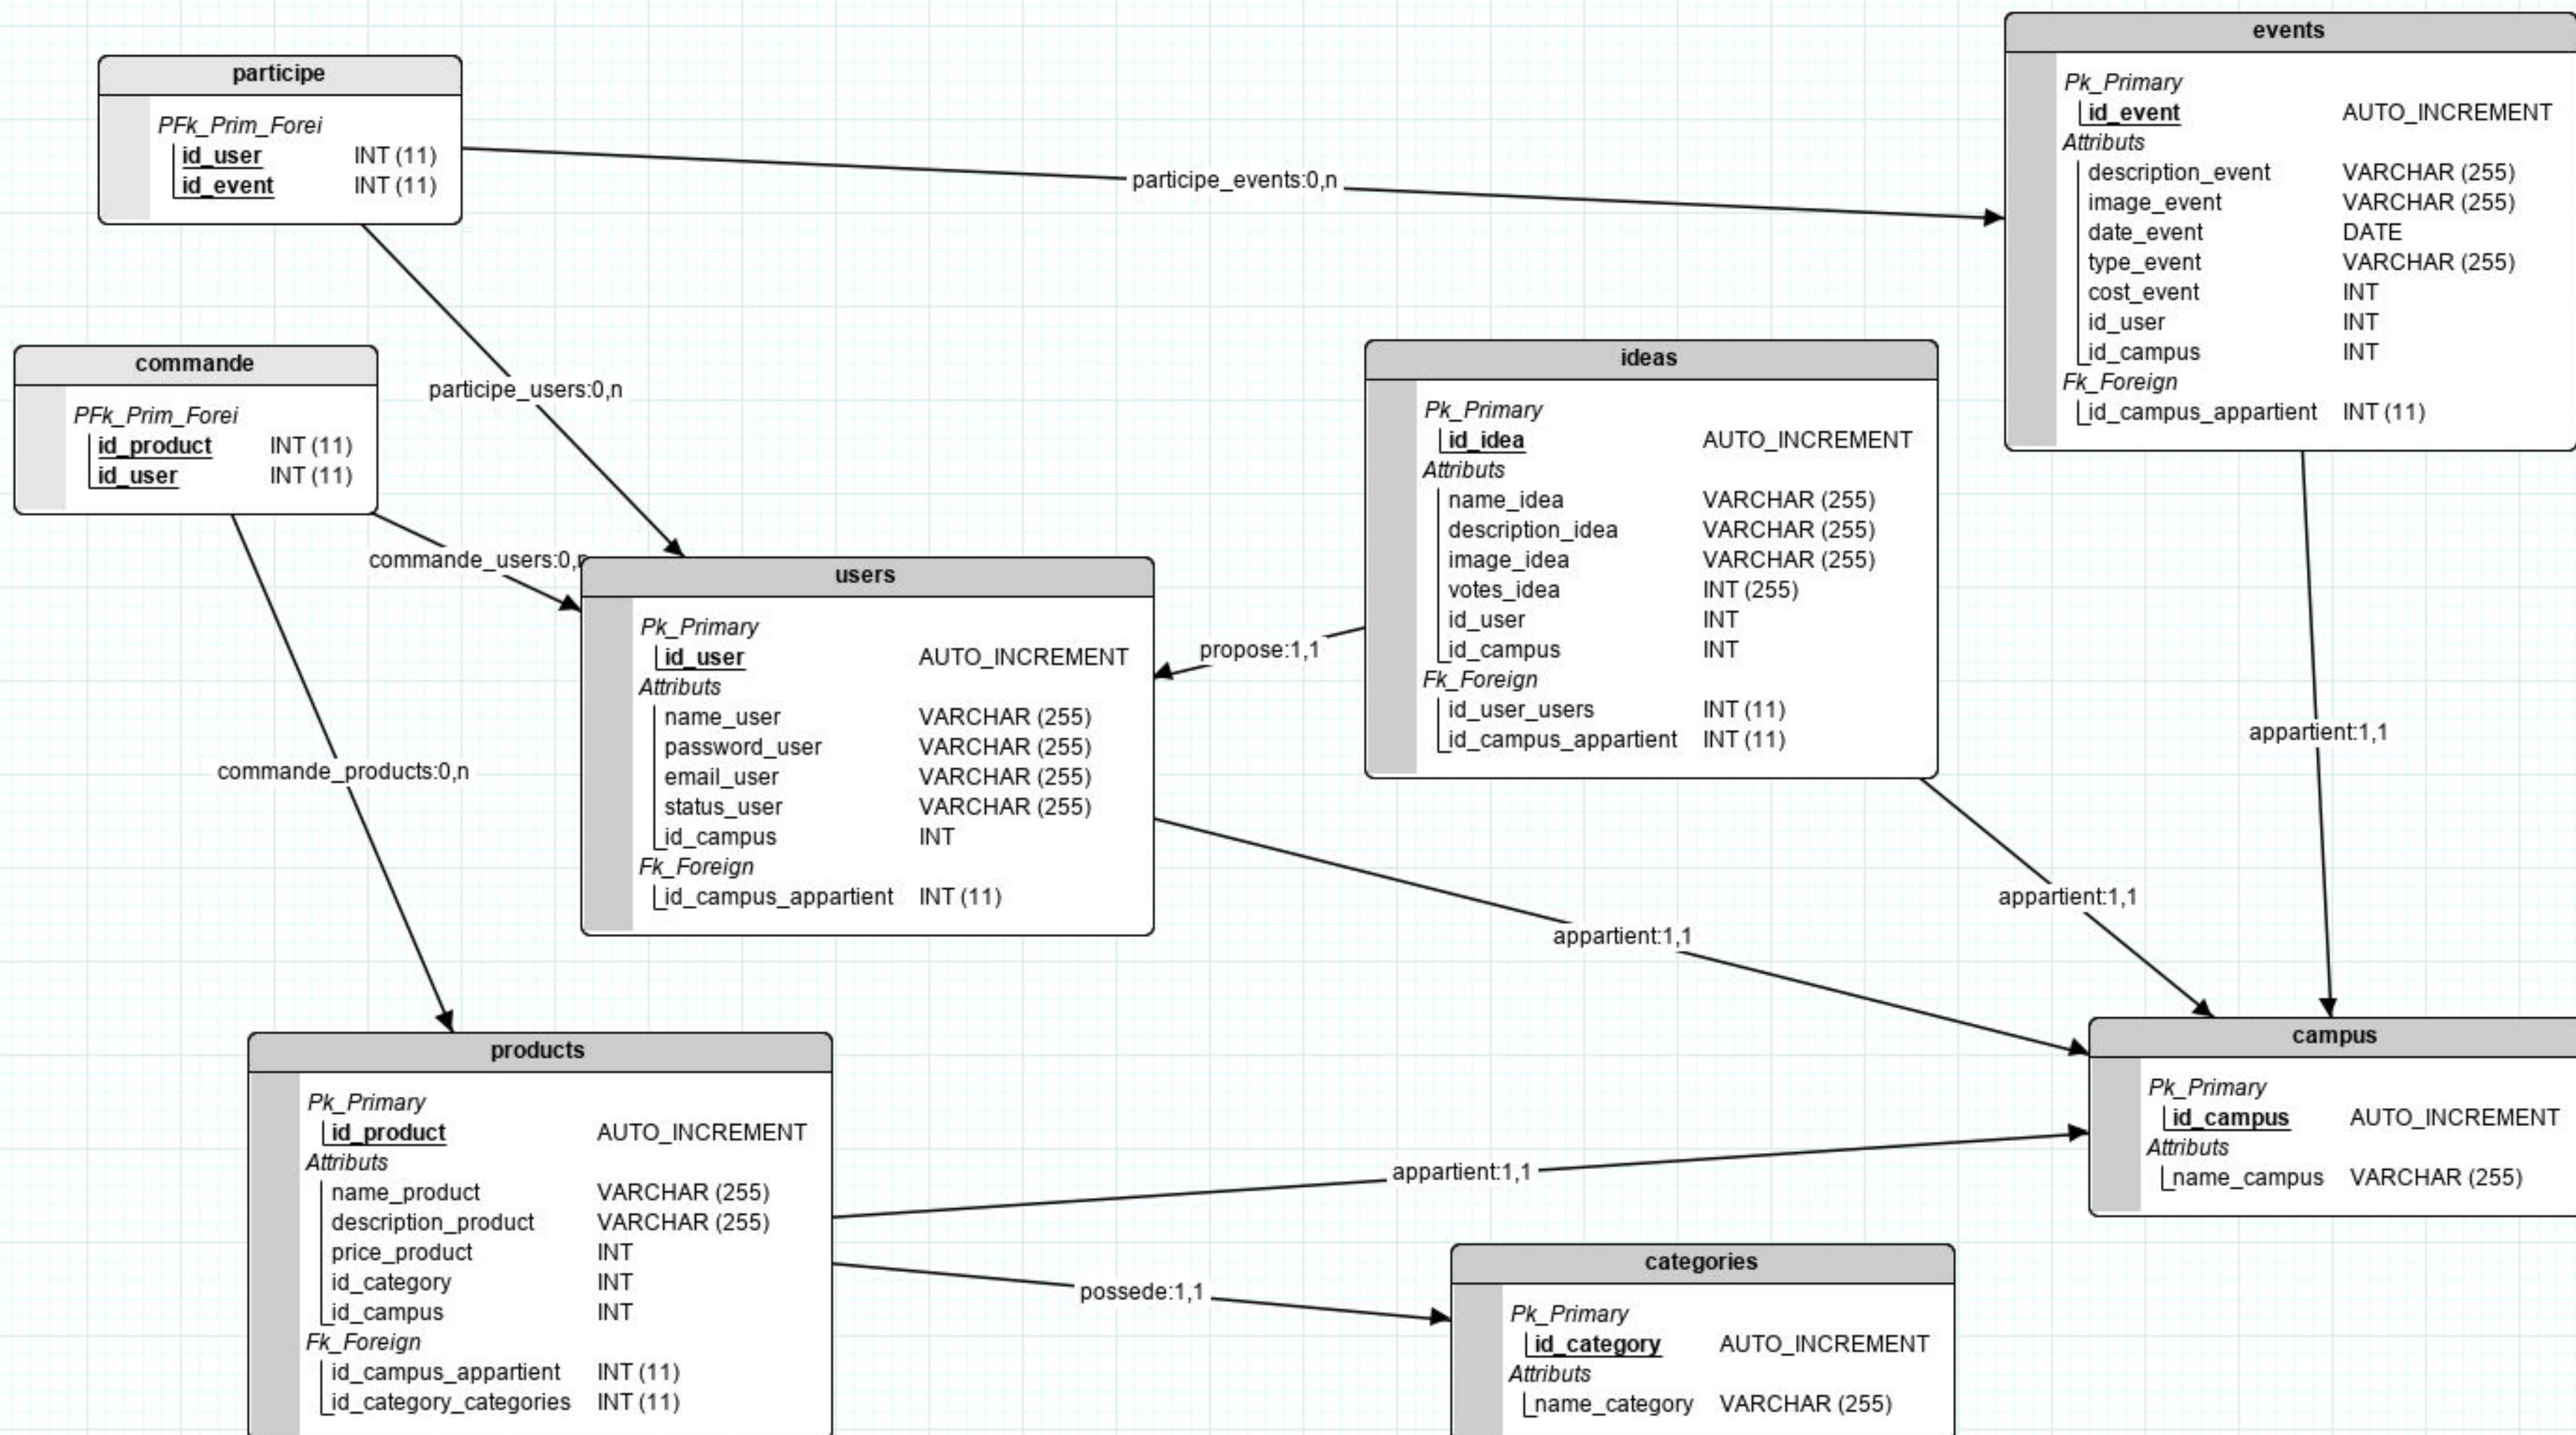 participe
PFk_Prim_Forei
id_user INT (11)
id_event INT (11)
participe_events:0,n
events
Pk_Primary
id_event AUTO_INCREMENT
Attributs
description_event VARCHAR (255)
image_event VARCHAR (255)
date_event DATE
type_event VARCHAR (255)
cost_event INT
id_user INT
id_campus INT
Fk_Foreign
id_campus_appartient INT (11)
commande
PFk_Prim_Forei
id_product INT (11)
id_user INT (11)
participe_users:0,n
commande_users:0,n
ideas
Pk_Primary
id_idea AUTO_INCREMENT
Attributs
name_idea VARCHAR (255)
description_idea VARCHAR (255)
image_idea VARCHAR (255)
votes_idea INT (255)
id_user INT
id_campus INT
Fk_Foreign
id_user_users INT (11)
id_campus_appartient INT (11)
users
Pk_Primary
id_user AUTO_INCREMENT
Attributs
name_user VARCHAR (255)
password_user VARCHAR (255)
email_user VARCHAR (255)
status_user VARCHAR (255)
id_campus INT
Fk_Foreign
id_campus_appartient INT (11)
propose:1,1
commande_products:0,n
appartient:1,1
appartient:1,1
appartient:1,1
products
Pk_Primary
id_product AUTO_INCREMENT
Attributs
name_product VARCHAR (255)
description_product VARCHAR (255)
price_product INT
id_category INT
id_campus INT
Fk_Foreign
id_campus_appartient INT (11)
id_category_categories INT (11)
appartient:1,1
possede:1,1
campus
Pk_Primary
id_campus AUTO_INCREMENT
Attributs
name_campus VARCHAR (255)
categories
Pk_Primary
id_category AUTO_INCREMENT
Attributs
name_category VARCHAR (255)